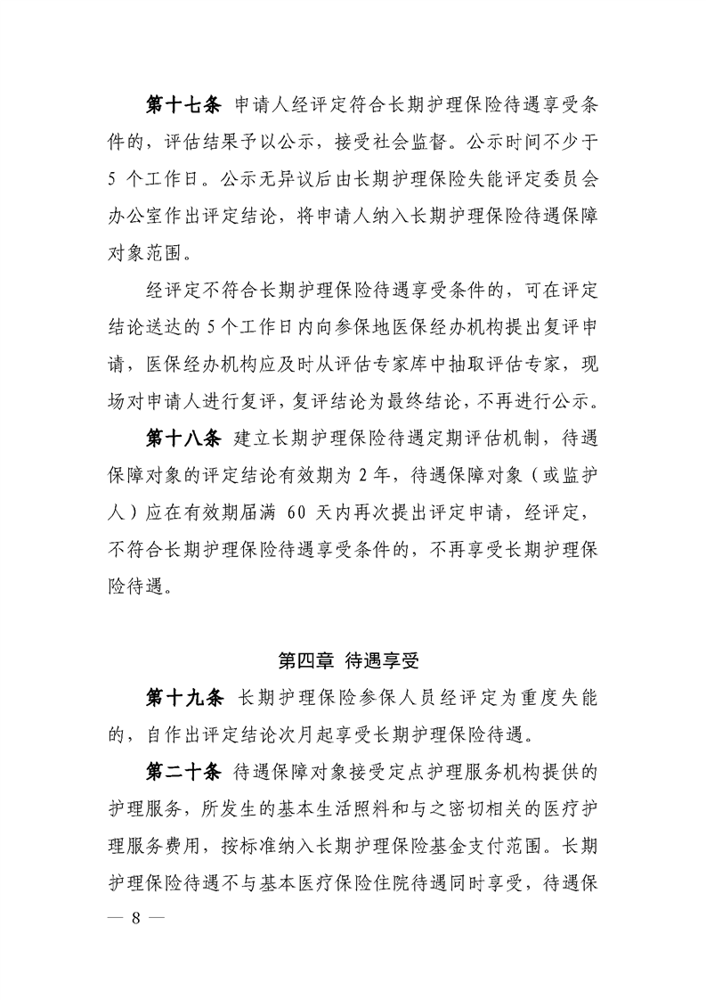 第十七条 申请人经评定符合长期护理保险待遇享受条
件的，评估结果予以公示，接受社会监督。公示时间不少于
5 个工作日。公示无异议后由长期护理保险失能评定委员会
办公室作出评定结论，将申请人纳入长期护理保险待遇保障
对象范围。
经评定不符合长期护理保险待遇享受条件的，可在评定
结论送达的 5 个工作日内向参保地医保经办机构提出复评申
请，医保经办机构应及时从评估专家库中抽取评估专家，现
场对申请人进行复评，复评结论为最终结论，不再进行公示。
第十八条 建立长期护理保险待遇定期评估机制，待遇
保障对象的评定结论有效期为 2 年，待遇保障对象（或监护
人）应在有效期届满 60 天内再次提出评定申请，经评定，
不符合长期护理保险待遇享受条件的，不再享受长期护理保
险待遇。
第四章 待遇享受
第十九条 长期护理保险参保人员经评定为重度失能
的，自作出评定结论次月起享受长期护理保险待遇。
第二十条 待遇保障对象接受定点护理服务机构提供的
护理服务，所发生的基本生活照料和与之密切相关的医疗护
理服务费用，按标准纳入长期护理保险基金支付范围。长期
护理保险待遇不与基本医疗保险住院待遇同时享受，待遇保
— 8 —